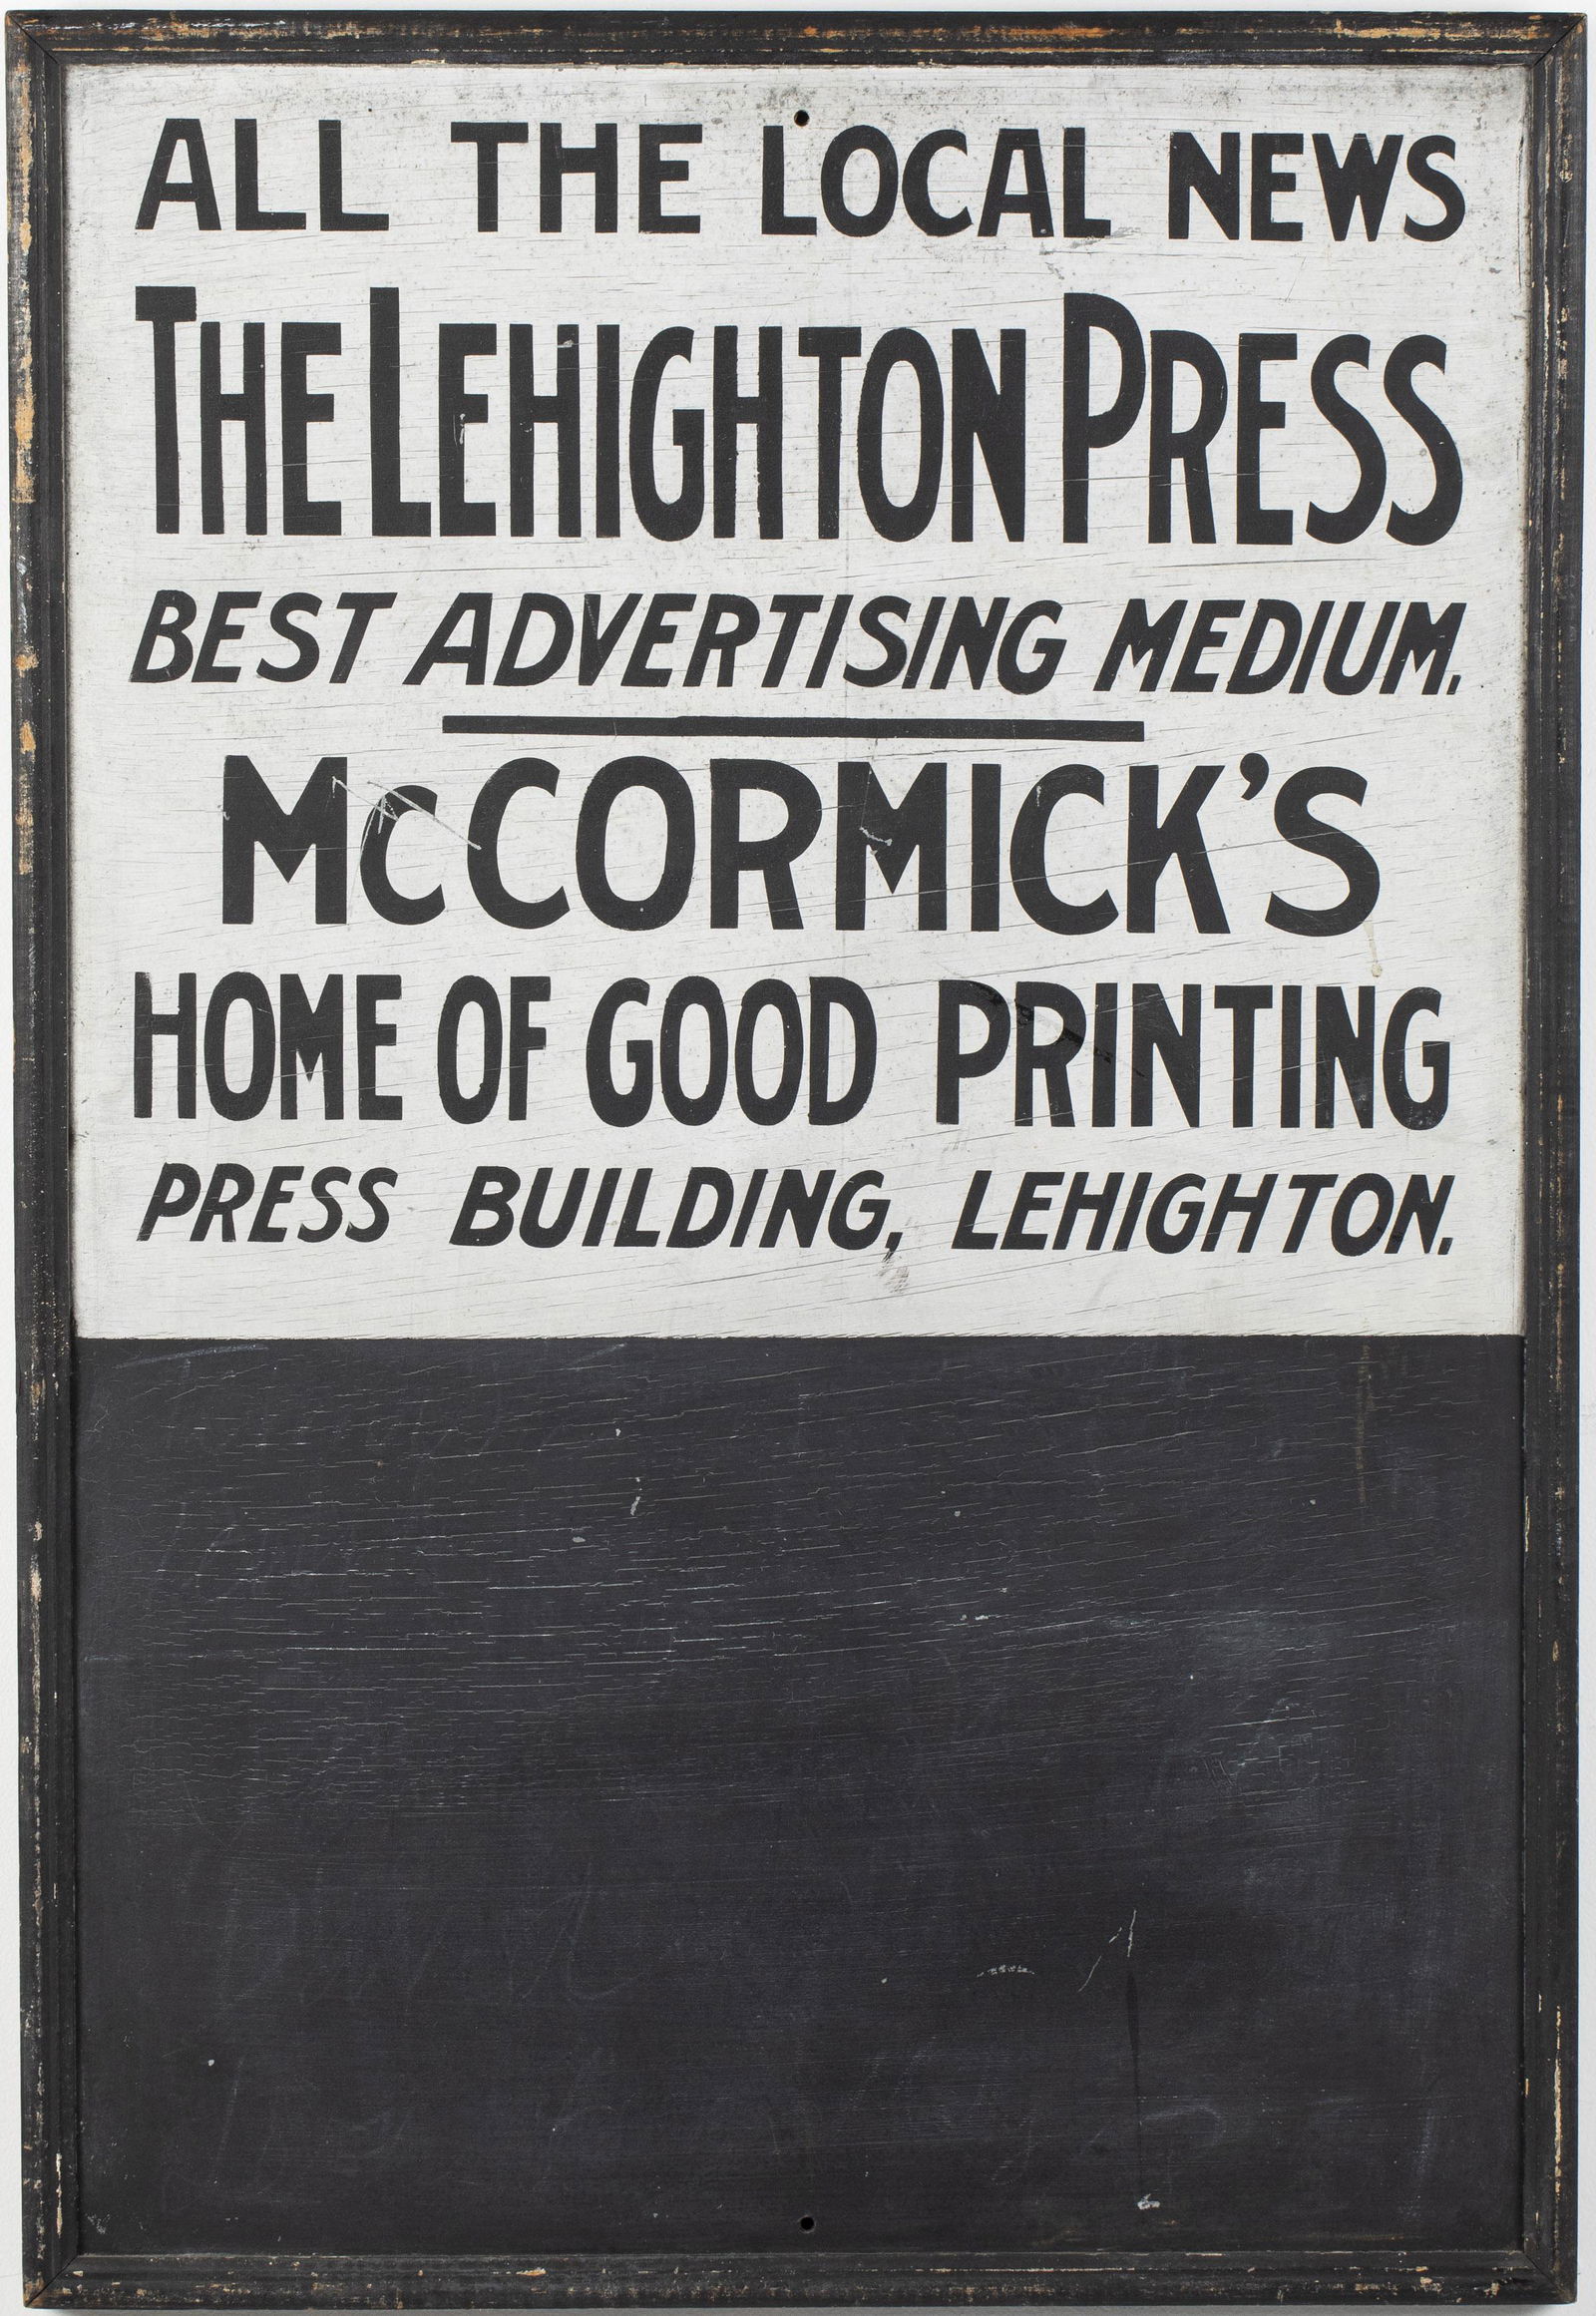 ALL THE LOCAL NEWS
THE LEHIGHTON PRESS
BEST ADVERTISING MEDIUM.
McCORMICK'S
HOME OF GOOD PRINTING
PRESS BUILDING, LEHIGHTON.